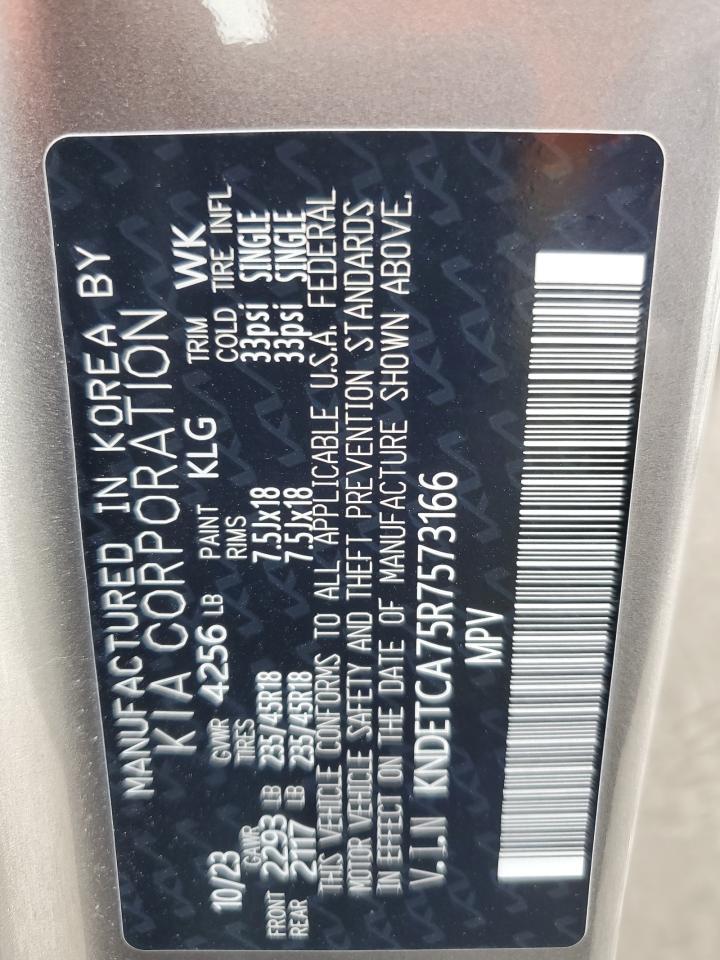 MANUFACTURED IN KOREA BY
KIA CORPORATION
10/23 GVWR 4256 LB PAINT KLG TRIM WK
GAWR TIRES RIMS COLD TIRE INFL
FRONT 2293 LB 235/45R18 7.5Jx18 33psi SINGLE
REAR 2117 LB 235/45R18 7.5Jx18 33psi SINGLE
THIS VEHICLE CONFORMS TO ALL APPLICABLE U.S.A. FEDERAL
MOTOR VEHICLE SAFETY AND THEFT PREVENTION STANDARDS
IN EFFECT ON THE DATE OF MANUFACTURE SHOWN ABOVE.
V.I.N KNDETCA75R7573166
MPV